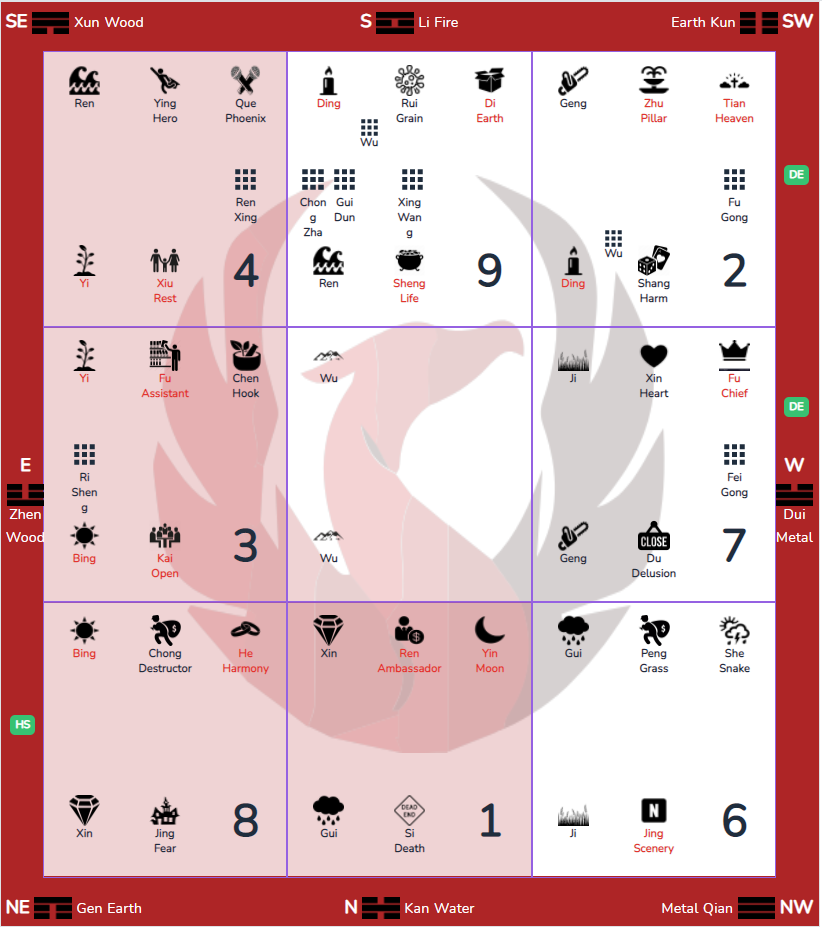 SE Xun Wood S Li Fire Earth Kun SW
Ren Ying Hero Que Phoenix
Ding Rui Grain Di Earth
Wu
Geng Zhu Pillar Tian Heaven
DE
Ren Xing
Chon g Zha Gui Dun Xing Wan g
Fu Gong
Yi Xiu Rest 4
Ren Sheng Life 9
Wu
Ding Shang Harm 2
Yi Fu Assistant Chen Hook
Wu
Ji Xin Heart Fu Chief
DE
E
Zhen
Wood
W
Dui
Metal
Ri Shen g
Fei Gong
Bing Kai Open 3
Wu
Geng CLOSE Du Delusion 7
Bing Chong Destructor He Harmony
Xin $ Ren Ambassador Yin Moon
Gui Peng Grass She Snake
HS
Xin Jing Fear 8
Gui DEAD END Si Death 1
Ji N Jing Scenery 6
NE Gen Earth N Kan Water Metal Qian NW